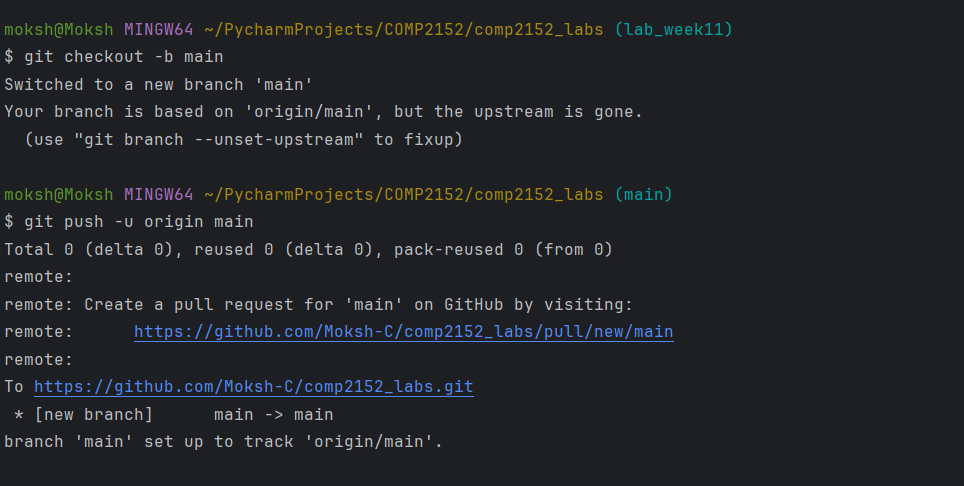 moksh@Moksh MINGW64 ~/PycharmProjects/COMP2152/comp2152_labs (lab_week11)
$ git checkout -b main
Switched to a new branch 'main'
Your branch is based on 'origin/main', but the upstream is gone.
  (use "git branch --unset-upstream" to fixup)

moksh@Moksh MINGW64 ~/PycharmProjects/COMP2152/comp2152_labs (main)
$ git push -u origin main
Total 0 (delta 0), reused 0 (delta 0), pack-reused 0 (from 0)
remote:
remote: Create a pull request for 'main' on GitHub by visiting:
remote:      https://github.com/Moksh-C/comp2152_labs/pull/new/main
remote:
To https://github.com/Moksh-C/comp2152_labs.git
 * [new branch]      main -> main
branch 'main' set up to track 'origin/main'.